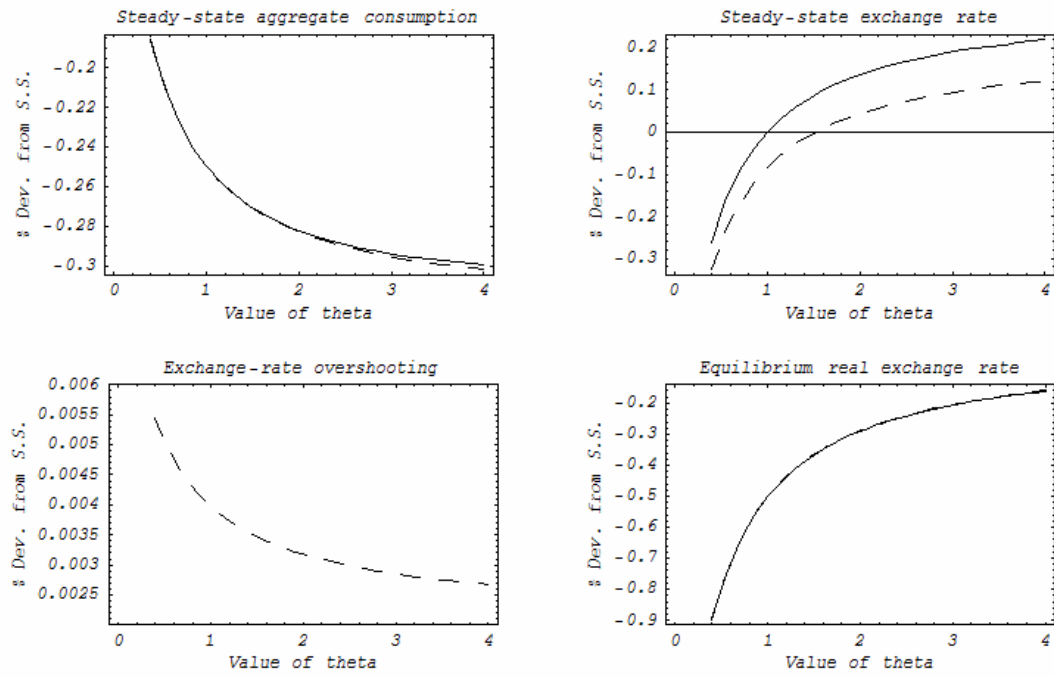 Steady-state aggregate consumption
% Dev. from S.S.
-0.2
-0.22
-0.24
-0.26
-0.28
-0.3
0 1 2 3 4
Value of theta
Steady-state exchange rate
% Dev. from S.S.
0.2
0.1
0
-0.1
-0.2
-0.3
0 1 2 3 4
Value of theta
Exchange-rate overshooting
% Dev. from S.S.
0.006
0.0055
0.005
0.0045
0.004
0.0035
0.003
0.0025
0 1 2 3 4
Value of theta
Equilibrium real exchange rate
% Dev. from S.S.
-0.2
-0.3
-0.4
-0.5
-0.6
-0.7
-0.8
-0.9
0 1 2 3 4
Value of theta